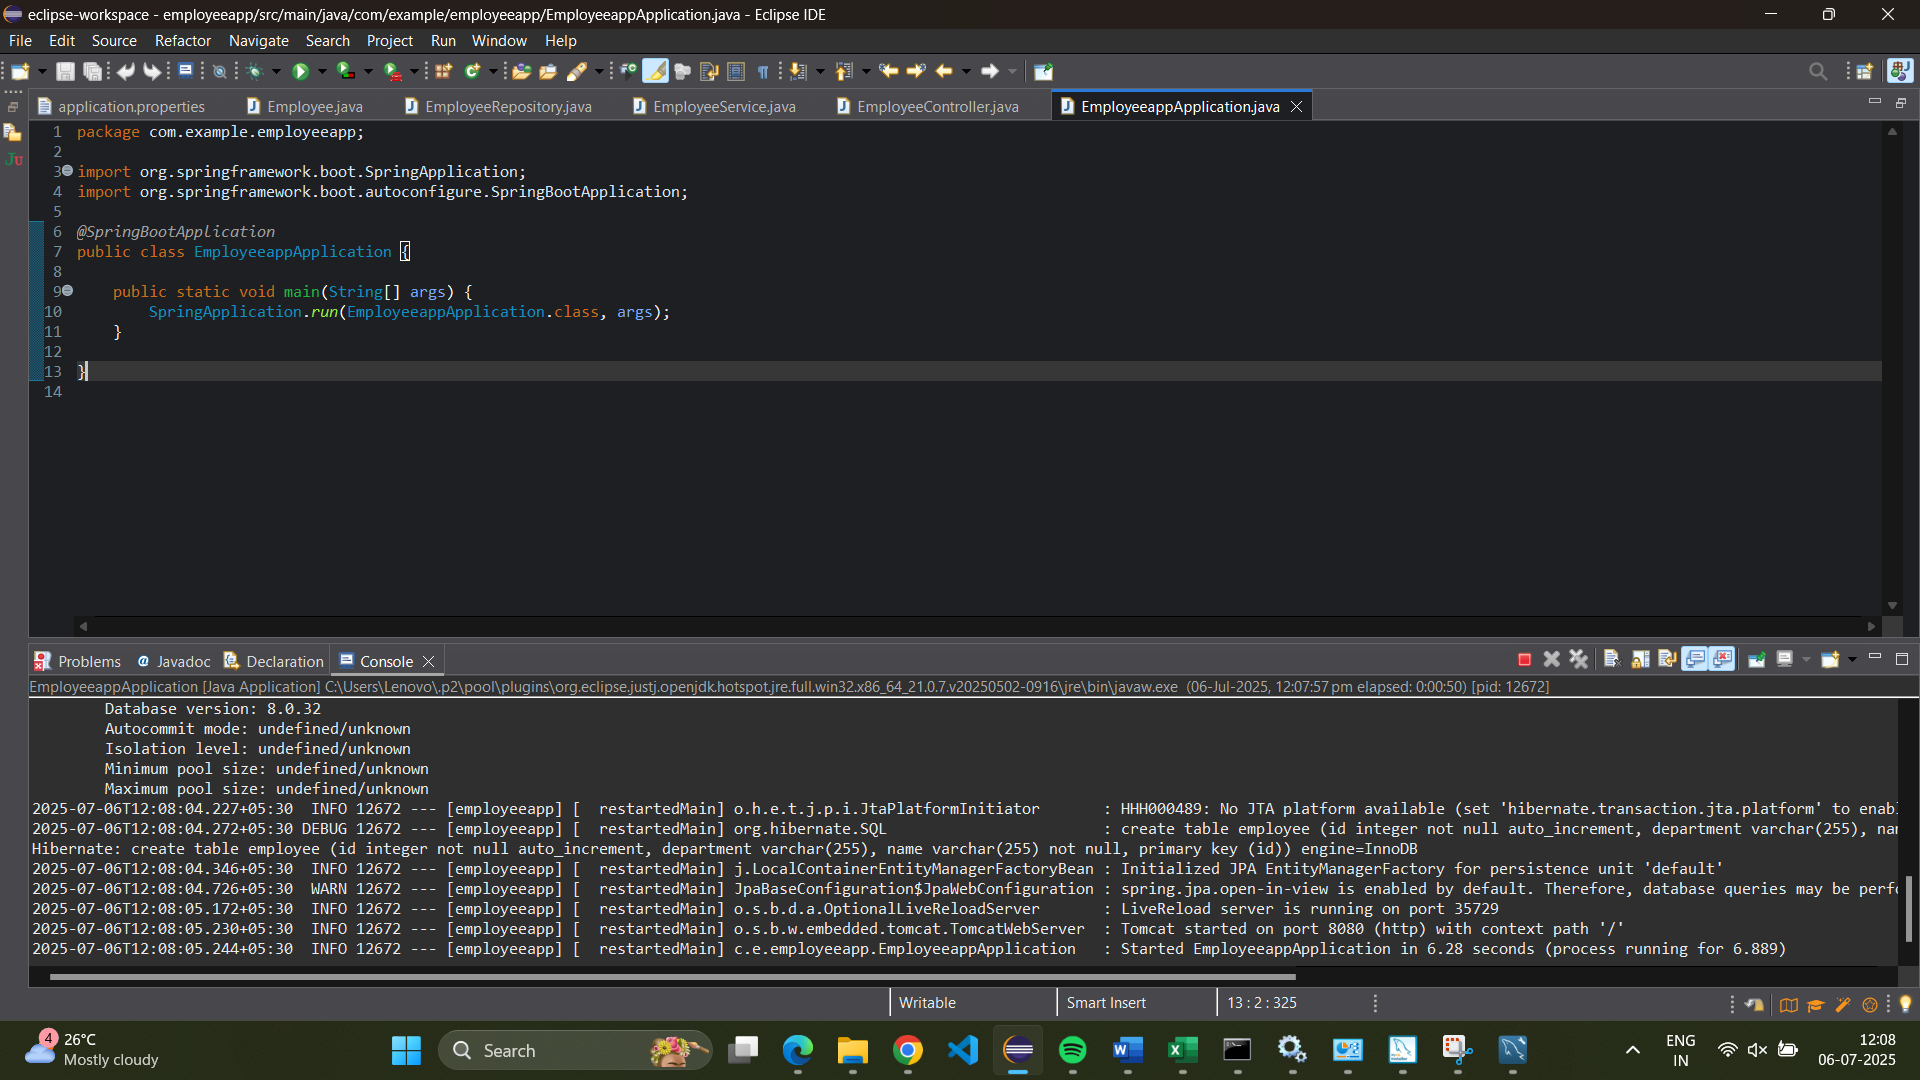 eclipse-workspace - employeeapp/src/main/java/com/example/employeeapp/EmployeeappApplication.java - Eclipse IDE
File Edit Source Refactor Navigate Search Project Run Window Help
application.properties Employee.java EmployeeRepository.java EmployeeService.java EmployeeController.java EmployeeappApplication.java
1 package com.example.employeeapp;
2
3 import org.springframework.boot.SpringApplication;
4 import org.springframework.boot.autoconfigure.SpringBootApplication;
5
6 @SpringBootApplication
7 public class EmployeeappApplication {
8
9 public static void main(String[] args) {
10 SpringApplication.run(EmployeeappApplication.class, args);
11 }
12
13 }
14
Problems Javadoc Declaration Console
EmployeeappApplication [Java Application] C:\Users\Lenovo\.p2\pool\plugins\org.eclipse.justj.openjdk.hotspot.jre.full.win32.x86_64_21.0.7.v20250502-0916\jre\bin\javaw.exe (06-Jul-2025, 12:07:57 pm elapsed: 0:00:50) [pid: 12672]
Database version: 8.0.32
Autocommit mode: undefined/unknown
Isolation level: undefined/unknown
Minimum pool size: undefined/unknown
Maximum pool size: undefined/unknown
2025-07-06T12:08:04.227+05:30 INFO 12672 --- [employeeapp] [ restartedMain] o.h.e.t.j.p.i.JtaPlatformInitiator : HHH000489: No JTA platform available (set 'hibernate.transaction.jta.platform' to enab
2025-07-06T12:08:04.272+05:30 DEBUG 12672 --- [employeeapp] [ restartedMain] org.hibernate.SQL : create table employee (id integer not null auto_increment, department varchar(255), nam
Hibernate: create table employee (id integer not null auto_increment, department varchar(255), name varchar(255) not null, primary key (id)) engine=InnoDB
2025-07-06T12:08:04.346+05:30 INFO 12672 --- [employeeapp] [ restartedMain] j.LocalContainerEntityManagerFactoryBean : Initialized JPA EntityManagerFactory for persistence unit 'default'
2025-07-06T12:08:04.726+05:30 WARN 12672 --- [employeeapp] [ restartedMain] JpaBaseConfiguration$JpaWebConfiguration : spring.jpa.open-in-view is enabled by default. Therefore, database queries may be perfo
2025-07-06T12:08:05.172+05:30 INFO 12672 --- [employeeapp] [ restartedMain] o.s.b.d.a.OptionalLiveReloadServer : LiveReload server is running on port 35729
2025-07-06T12:08:05.230+05:30 INFO 12672 --- [employeeapp] [ restartedMain] o.s.b.w.embedded.tomcat.TomcatWebServer : Tomcat started on port 8080 (http) with context path '/'
2025-07-06T12:08:05.244+05:30 INFO 12672 --- [employeeapp] [ restartedMain] c.e.employeeapp.EmployeeappApplication : Started EmployeeappApplication in 6.28 seconds (process running for 6.889)
Writable Smart Insert 13 : 2 : 325
4 26°C
Mostly cloudy
Search
ENG
IN
12:08
06-07-2025